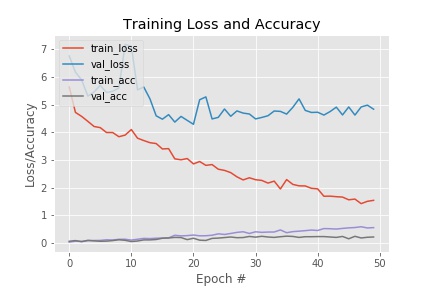 Training Loss and Accuracy
train_loss
val_loss
train_acc
val_acc
Loss/Accuracy
7
6
5
4
3
2
1
0
0
10
20
30
40
50
Epoch #